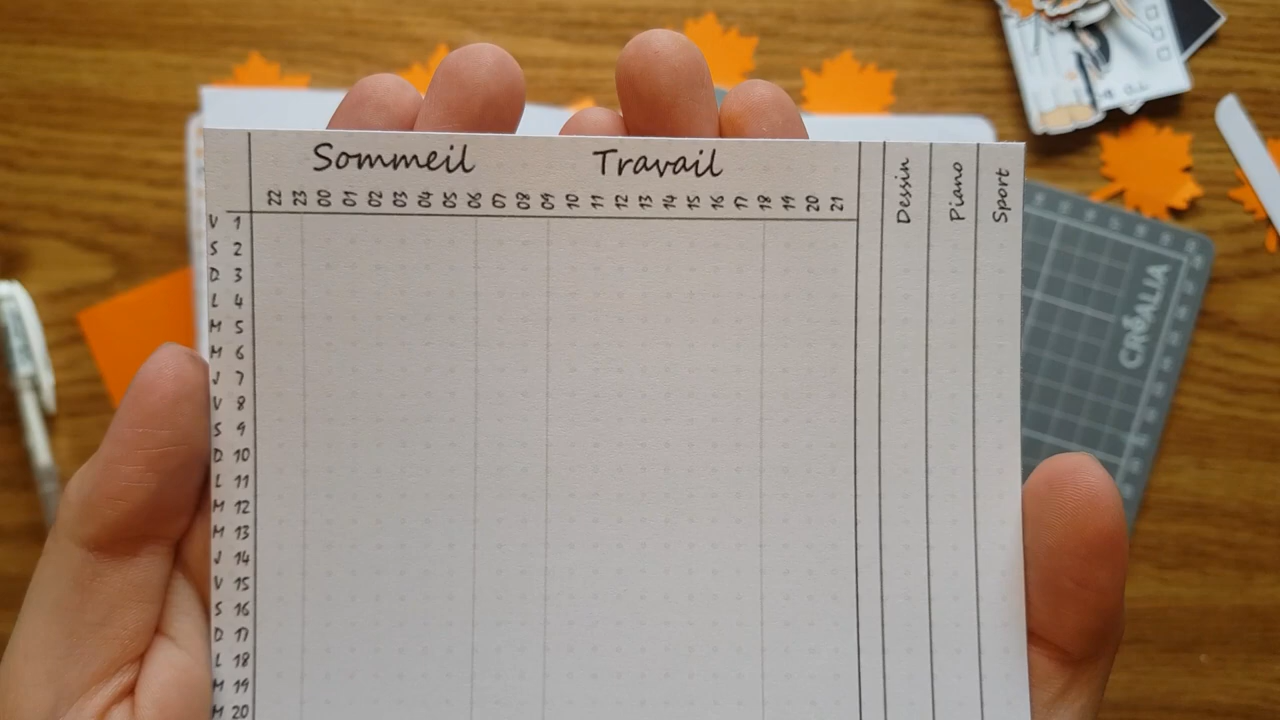 Sommeil Travail
22 23 00 01 02 03 04 05 06 07 08 09 10 11 12 13 14 15 16 17 18 19 20 21 Dessin Piano Sport
V 1
S 2
D 3
L 4
M 5
M 6
J 7
V 8
S 9
D 10
L 11
M 12
M 13
J 14
V 15
S 16
D 17
L 18
M 19
M 20
CRÉALIA